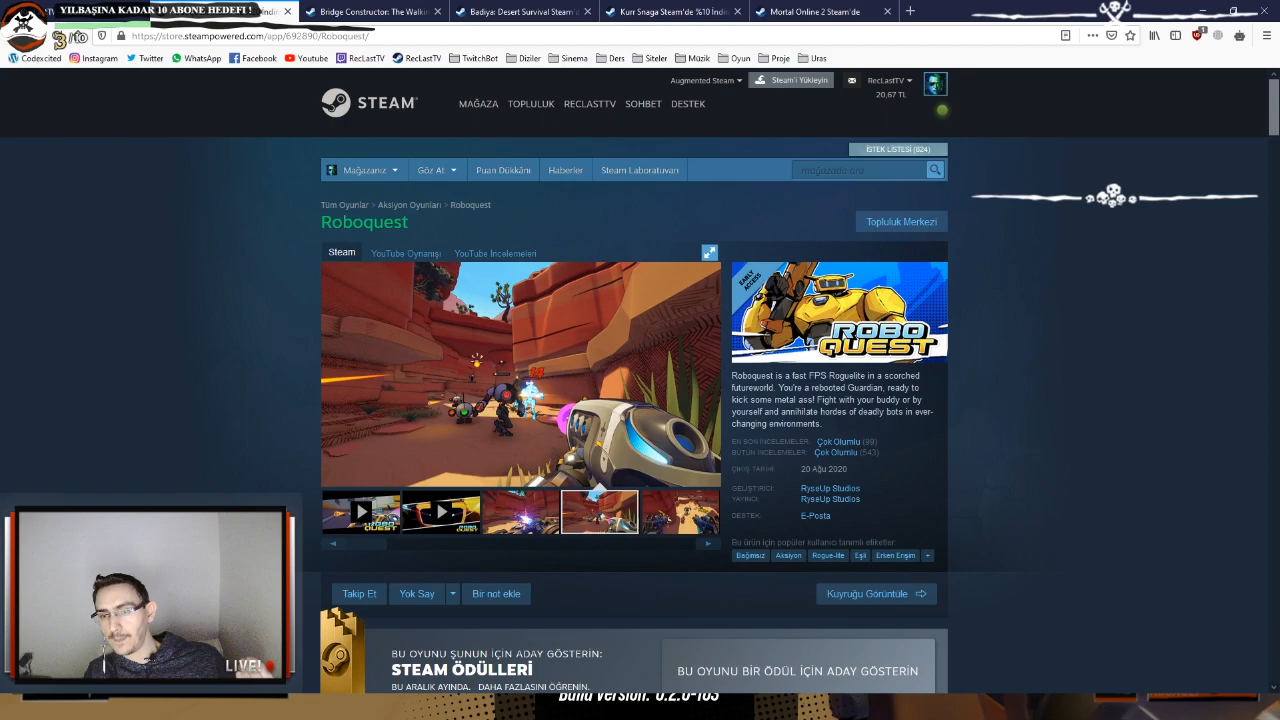 YILBAŞINA KADAR 10 ABONE HEDEFİ !
3/10
Bridge Constructor: The Walkin
Badiya: Desert Survival Steam'd
Kurr Snaga Steam'de %10 İndi
Mortal Online 2 Steam'de
https://store.steampowered.com/app/692890/Roboquest/
Codexcited
Instagram
Twitter
WhatsApp
Facebook
Youtube
RecLastTV
RecLastTV
TwitchBot
Diziler
Sinema
Ders
Siteler
Müzik
Oyun
Proje
Uras
Augmented Steam
Steam'i Yükleyin
RecLastTV
20,67 TL
STEAM
MAĞAZA
TOPLULUK
RECLASTTV
SOHBET
DESTEK
İSTEK LİSTESİ (824)
Mağazanız
Göz At
Puan Dükkânı
Haberler
Steam Laboratuvarı
mağazada ara
Tüm Oyunlar > Aksiyon Oyunları > Roboquest
Roboquest
Topluluk Merkezi
Steam
YouTube Oynanışı
YouTube İncelemeleri
14
EARLY ACCESS
ROBO
QUEST
Roboquest is a fast FPS Roguelite in a scorched
futureworld. You're a rebooted Guardian, ready to
kick some metal ass! Fight with your buddy or by
yourself and annihilate hordes of deadly bots in ever-
changing environments.
EN SON İNCELEMELER: Çok Olumlu (99)
BÜTÜN İNCELEMELER: Çok Olumlu (543)
ÇIKIŞ TARİHİ: 20 Ağu 2020
GELİŞTİRİCİ: RyseUp Studios
YAYINCI: RyseUp Studios
DESTEK: E-Posta
Bu ürün için popüler kullanıcı tanımlı etiketler:
Bağımsız
Aksiyon
Rogue-lite
Eşli
Erken Erişim
+
Takip Et
Yok Say
Bir not ekle
Kuyruğu Görüntüle
BU OYUNU ŞUNUN İÇİN ADAY GÖSTERİN:
STEAM ÖDÜLLERİ
BU ARALIK AYINDA. DAHA FAZLASINI ÖĞRENİN.
BU OYUNU BİR ÖDÜL İÇİN ADAY GÖSTERİN
LIVE!
Build Version: 0.2.0-103